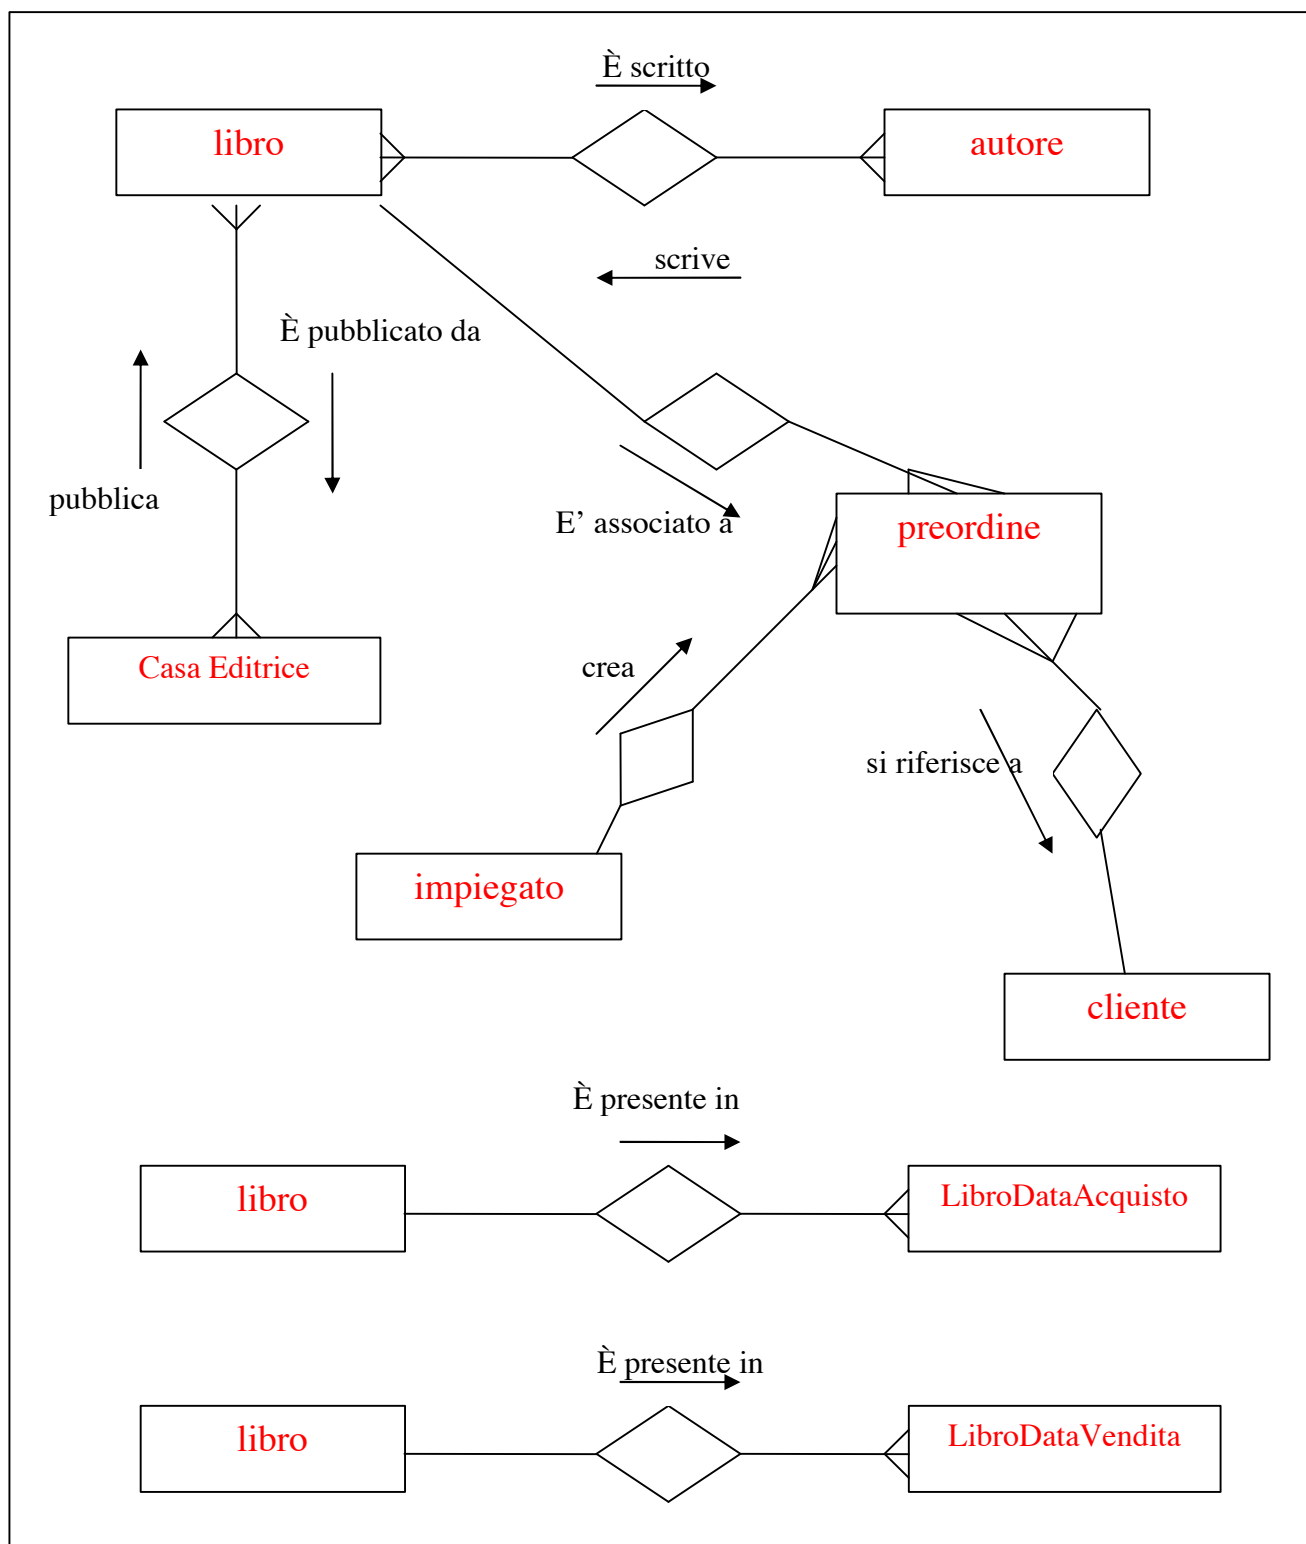 È scritto
libro
autore
scrive
È pubblicato da
pubblica
E’ associato a
preordine
Casa Editrice
crea
si riferisce a
impiegato
cliente
È presente in
libro
LibroDataAcquisto
È presente in
libro
LibroDataVendita